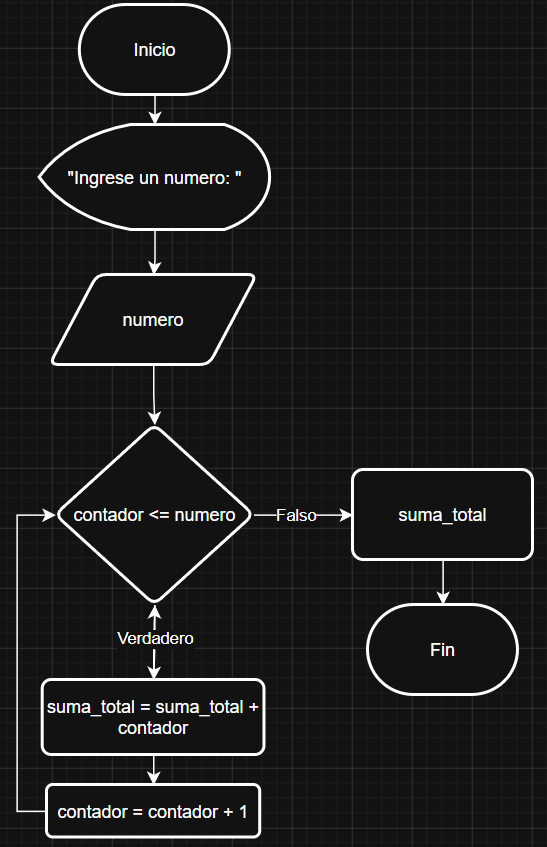 Inicio
"Ingrese un numero: "
numero
contador <= numero
Falso
suma_total
Verdadero
Fin
suma_total = suma_total +
contador
contador = contador + 1